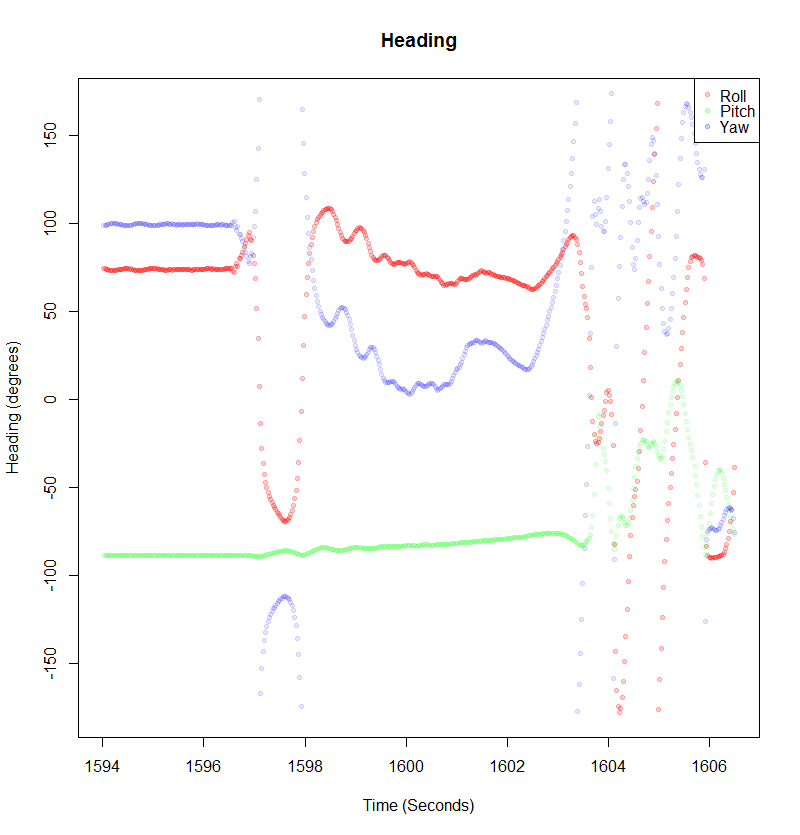 Heading
Roll
Pitch
Yaw
150
100
50
0
-50
-100
-150
Heading (degrees)
1594 1596 1598 1600 1602 1604 1606
Time (Seconds)